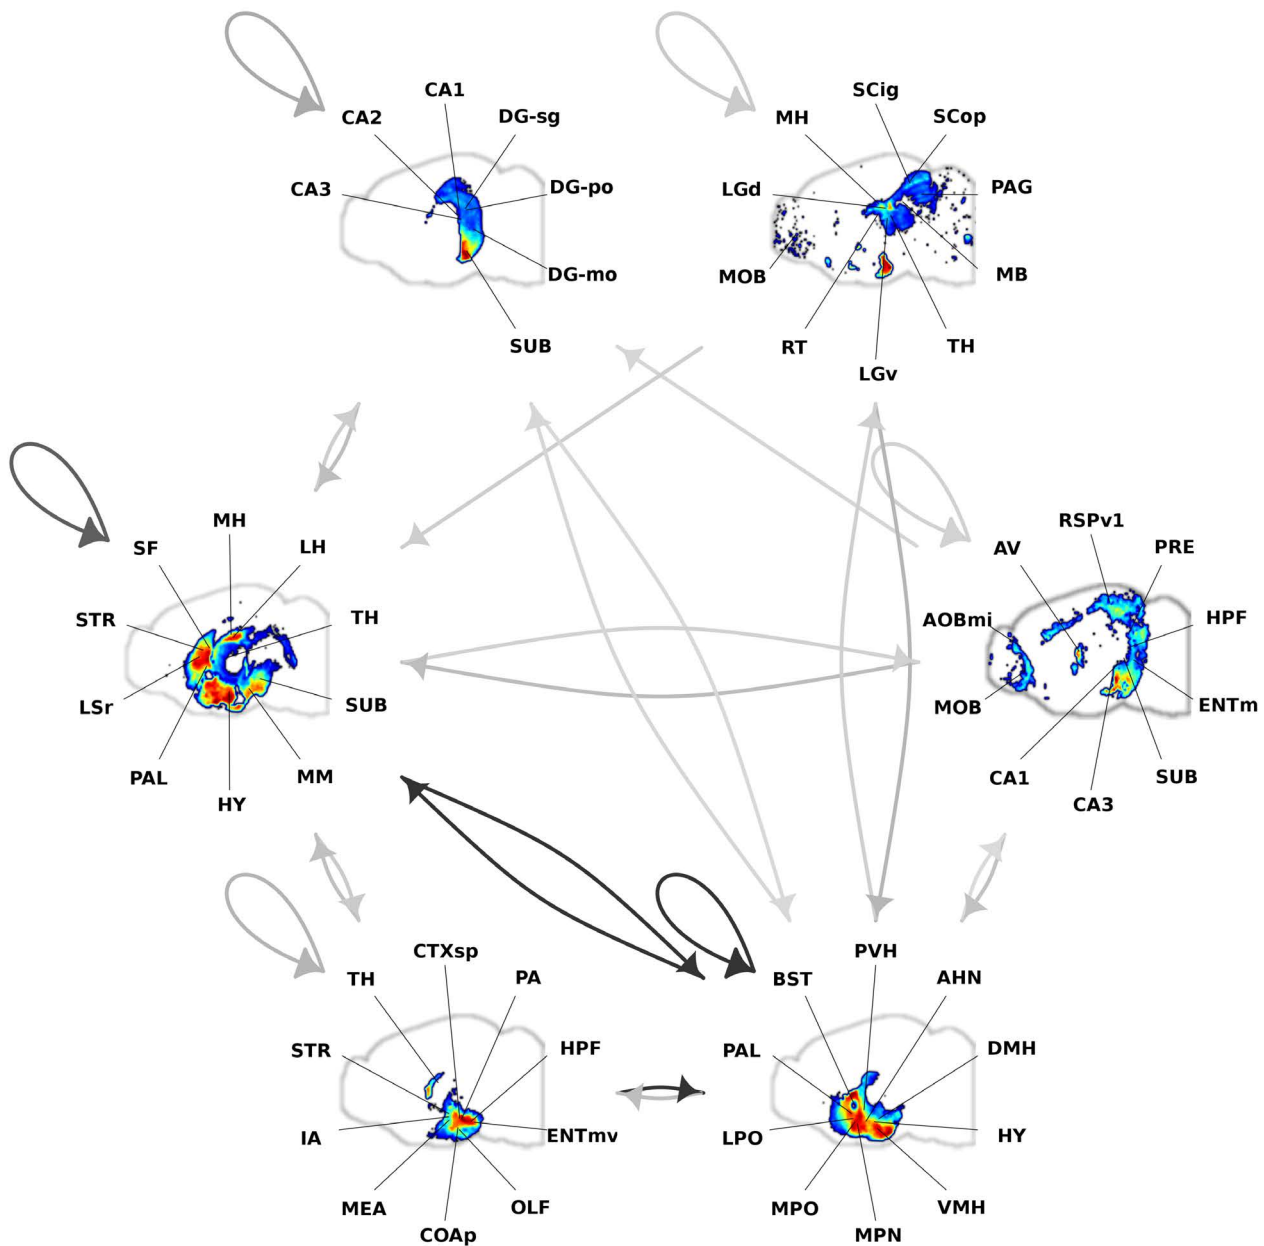 CA1
CA2
DG-sg
CA3
DG-po
DG-mo
SUB
SCig
MH
SCop
LGd
PAG
MOB
MB
RT
TH
LGv
MH
SF
LH
STR
TH
LSr
SUB
PAL
MM
HY
RSPv1
AV
PRE
AOBmi
HPF
MOB
ENTm
CA1
SUB
CA3
CTXsp
TH
PA
STR
HPF
IA
ENTmv
MEA
OLF
COAp
PVH
BST
AHN
PAL
DMH
LPO
HY
MPO
VMH
MPN